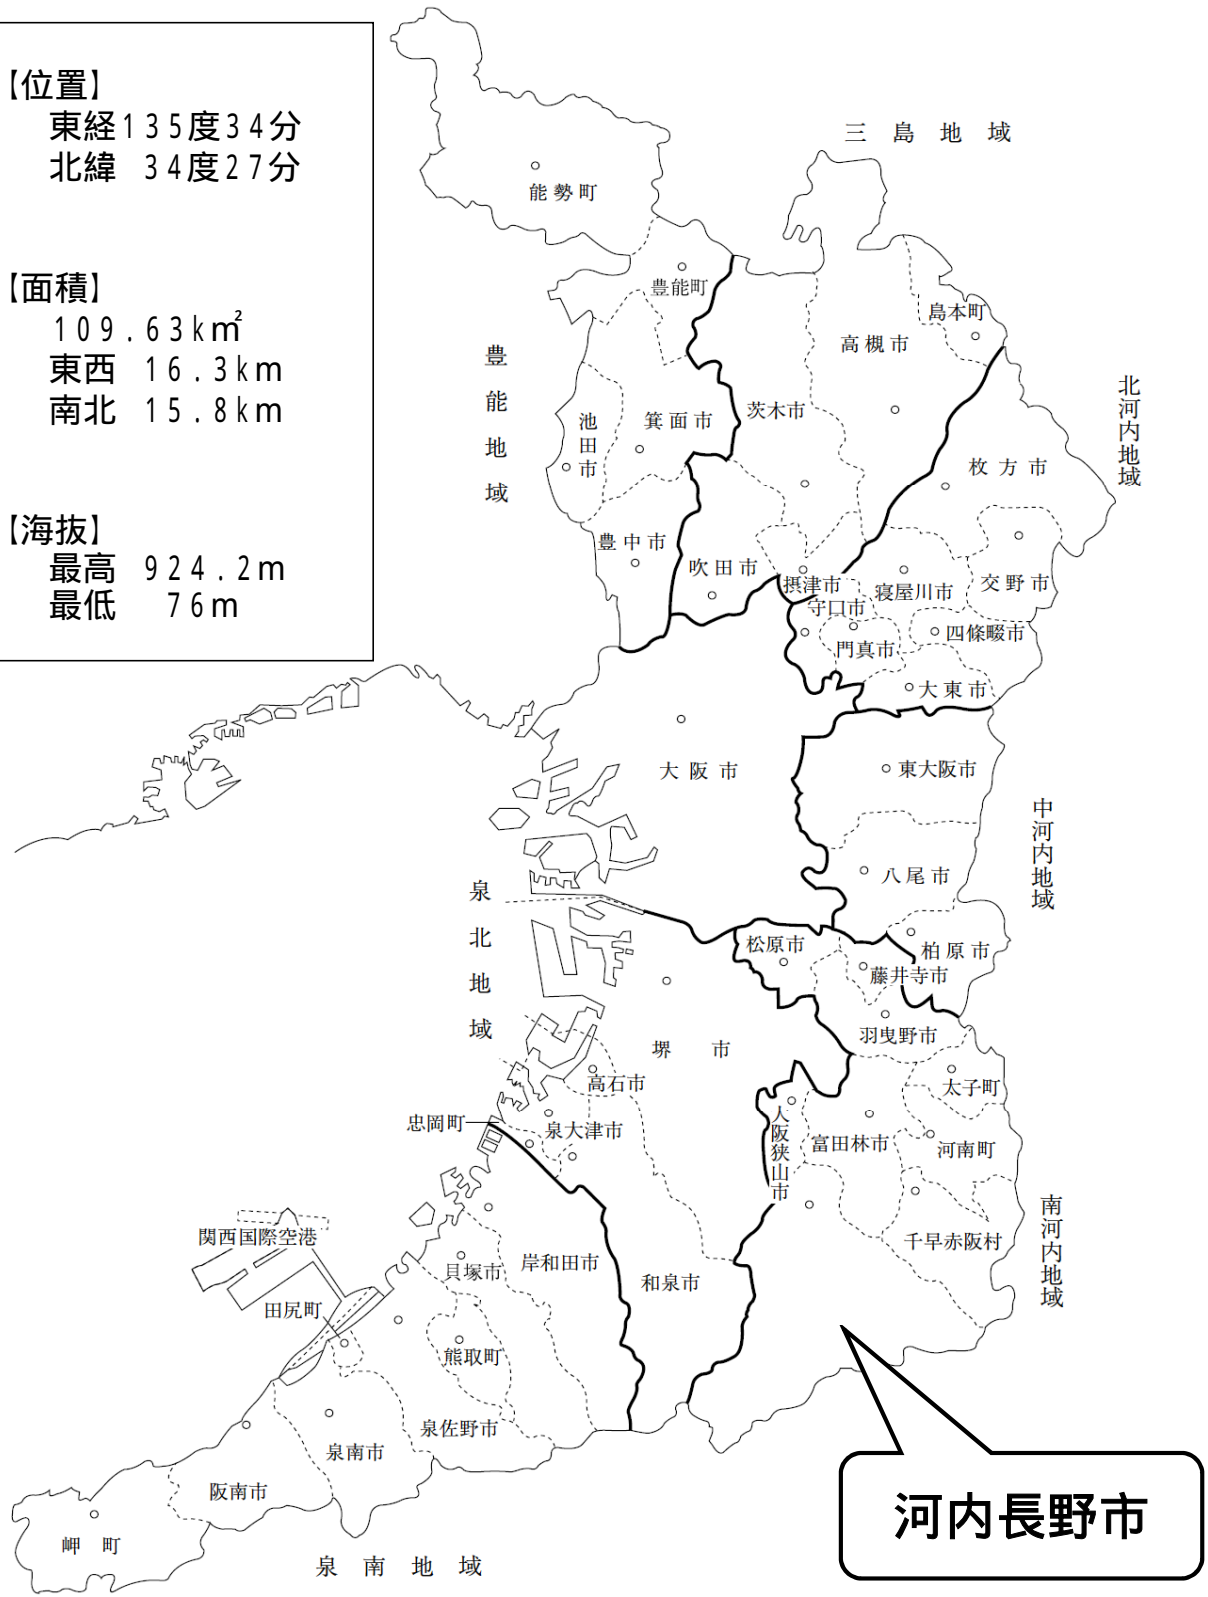 【位置】
東経135度34分
北緯 34度27分
【面積】
109.63k㎡
東西 16.3km
南北 15.8km
【海抜】
最高 924.2m
最低 76m
三島地域
能勢町
豊能町
島本町
高槻市
豊能地域
北河内地域
茨木市
池田市
箕面市
枚方市
豊中市
吹田市
摂津市
寝屋川市
交野市
守口市
四條畷市
門真市
大東市
大阪市
東大阪市
中河内地域
八尾市
泉北地域
松原市
柏原市
藤井寺市
羽曳野市
堺市
高石市
太子町
忠岡町
泉大津市
大阪狭山市
富田林市
河南町
南河内地域
関西国際空港
千早赤阪村
岸和田市
貝塚市
和泉市
田尻町
熊取町
泉佐野市
泉南市
阪南市
岬町
泉南地域
河内長野市